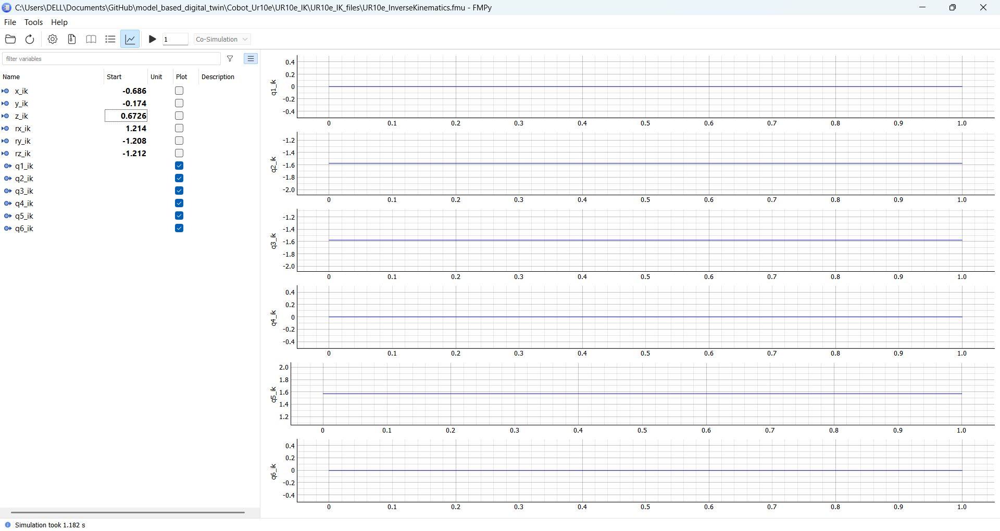 C:\Users\DELL\Documents\GitHub\model_based_digital_twin\Cobot_Ur10e\UR10e_IK\UR10e_IK_files\UR10e_InverseKinematics.fmu - FMPy
File Tools Help
1 Co-Simulation
filter variables
Name Start Unit Plot Description
x_ik -0.686
y_ik -0.174
z_ik 0.6726
rx_ik 1.214
ry_ik -1.208
rz_ik -1.212
q1_ik
q2_ik
q3_ik
q4_ik
q5_ik
q6_ik
q1_ik
0.4
0.2
0
-0.2
-0.4
0 0.1 0.2 0.3 0.4 0.5 0.6 0.7 0.8 0.9 1.0
q2_ik
-1.2
-1.4
-1.6
-1.8
-2.0
0 0.1 0.2 0.3 0.4 0.5 0.6 0.7 0.8 0.9 1.0
q3_ik
-1.2
-1.4
-1.6
-1.8
-2.0
0 0.1 0.2 0.3 0.4 0.5 0.6 0.7 0.8 0.9 1.0
q4_ik
0.4
0.2
0
-0.2
-0.4
0 0.1 0.2 0.3 0.4 0.5 0.6 0.7 0.8 0.9 1.0
q5_ik
2.0
1.8
1.6
1.4
1.2
0 0.1 0.2 0.3 0.4 0.5 0.6 0.7 0.8 0.9 1.0
q6_ik
0.4
0.2
0
-0.2
-0.4
0 0.1 0.2 0.3 0.4 0.5 0.6 0.7 0.8 0.9 1.0
Simulation took 1.182 s